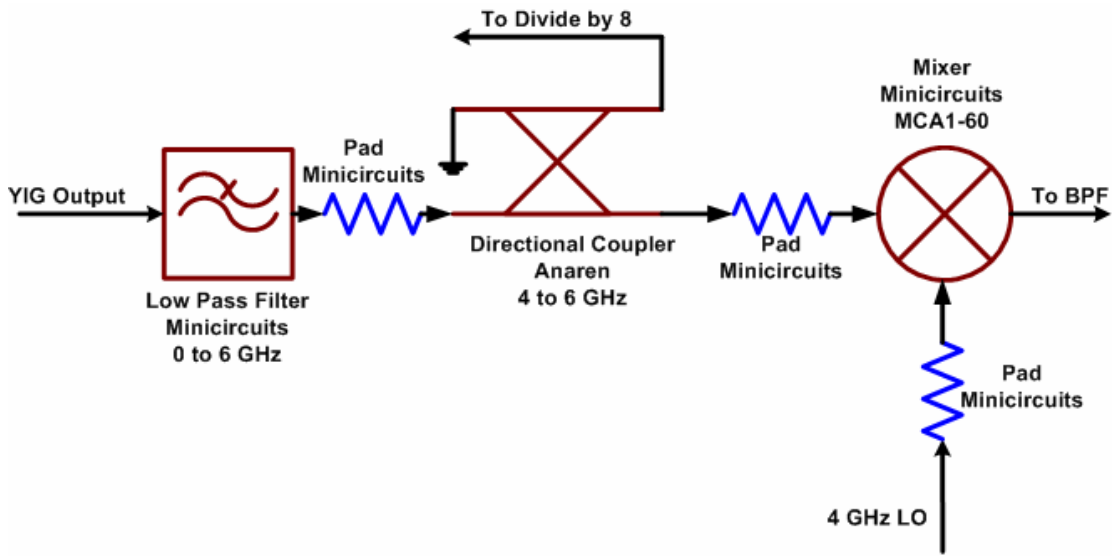 To Divide by 8
Mixer
Minicircuits
MCA1-60
Pad
Minicircuits
YIG Output
To BPF
Directional Coupler
Anaren
4 to 6 GHz
Pad
Minicircuits
Low Pass Filter
Minicircuits
0 to 6 GHz
Pad
Minicircuits
4 GHz LO